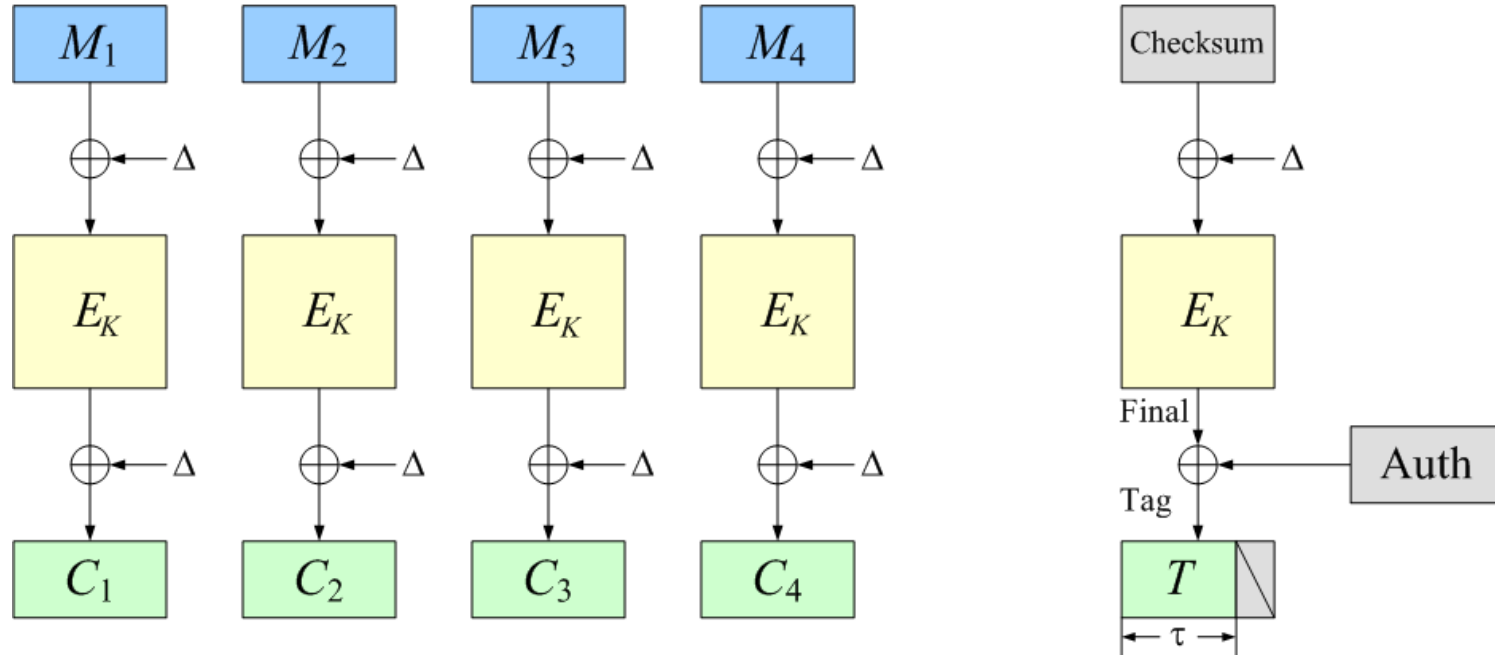 M1 M2 M3 M4 Checksum
Δ Δ Δ Δ Δ
EK EK EK EK EK
Final
Δ Δ Δ Δ Auth
Tag
C1 C2 C3 C4 T
τ